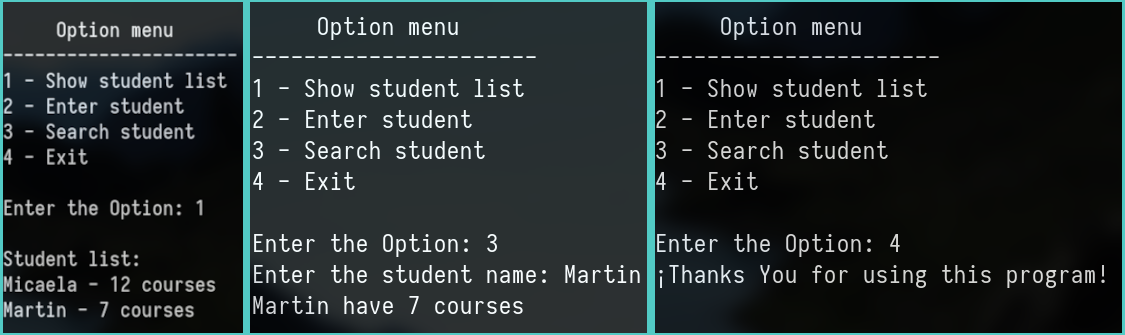 Option menu
----------------------
1 - Show student list
2 - Enter student
3 - Search student
4 - Exit
Enter the Option: 1
Student list:
Micaela - 12 courses
Martin - 7 courses
Option menu
----------------------
1 - Show student list
2 - Enter student
3 - Search student
4 - Exit
Enter the Option: 3
Enter the student name: Martin
Martin have 7 courses
Option menu
----------------------
1 - Show student list
2 - Enter student
3 - Search student
4 - Exit
Enter the Option: 4
¡Thanks You for using this program!